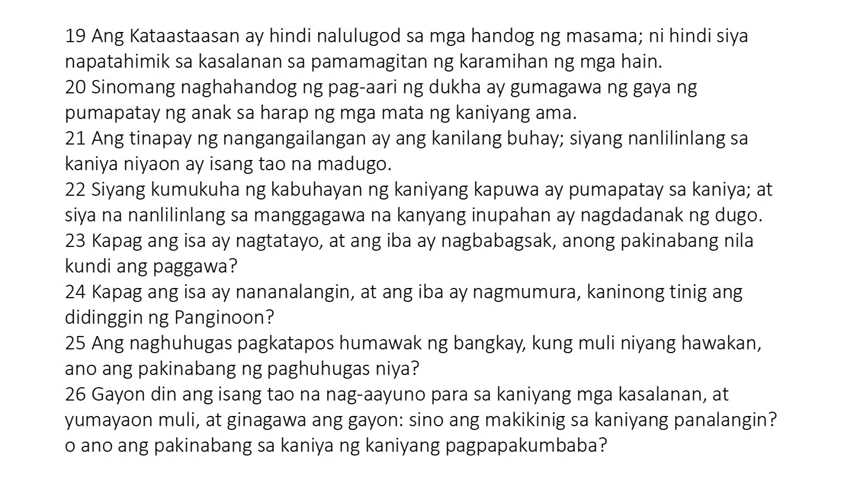 19 Ang Kataastaasan ay hindi nalulugod sa mga handog ng masama; ni hindi siya
napatahimik sa kasalanan sa pamamagitan ng karamihan ng mga hain.
20 Sinomang naghahandog ng pag-aari ng dukha ay gumagawa ng gaya ng
pumapatay ng anak sa harap ng mga mata ng kaniyang ama.
21 Ang tinapay ng nangangailangan ay ang kanilang buhay; siyang nanlilinlang sa
kaniya niyaon ay isang tao na madugo.
22 Siyang kumukuha ng kabuhayan ng kaniyang kapuwa ay pumapatay sa kaniya; at
siya na nanlilinlang sa manggagawa na kanyang inupahan ay nagdadanak ng dugo.
23 Kapag ang isa ay nagtatayo, at ang iba ay nagbabagsak, anong pakinabang nila
kundi ang paggawa?
24 Kapag ang isa ay nananalangin, at ang iba ay nagmumura, kaninong tinig ang
didinggin ng Panginoon?
25 Ang naghuhugas pagkatapos humawak ng bangkay, kung muli niyang hawakan,
ano ang pakinabang ng paghuhugas niya?
26 Gayon din ang isang tao na nag-aayuno para sa kaniyang mga kasalanan, at
yumayaon muli, at ginagawa ang gayon: sino ang makikinig sa kaniyang panalangin?
o ano ang pakinabang sa kaniya ng kaniyang pagpapakumbaba?